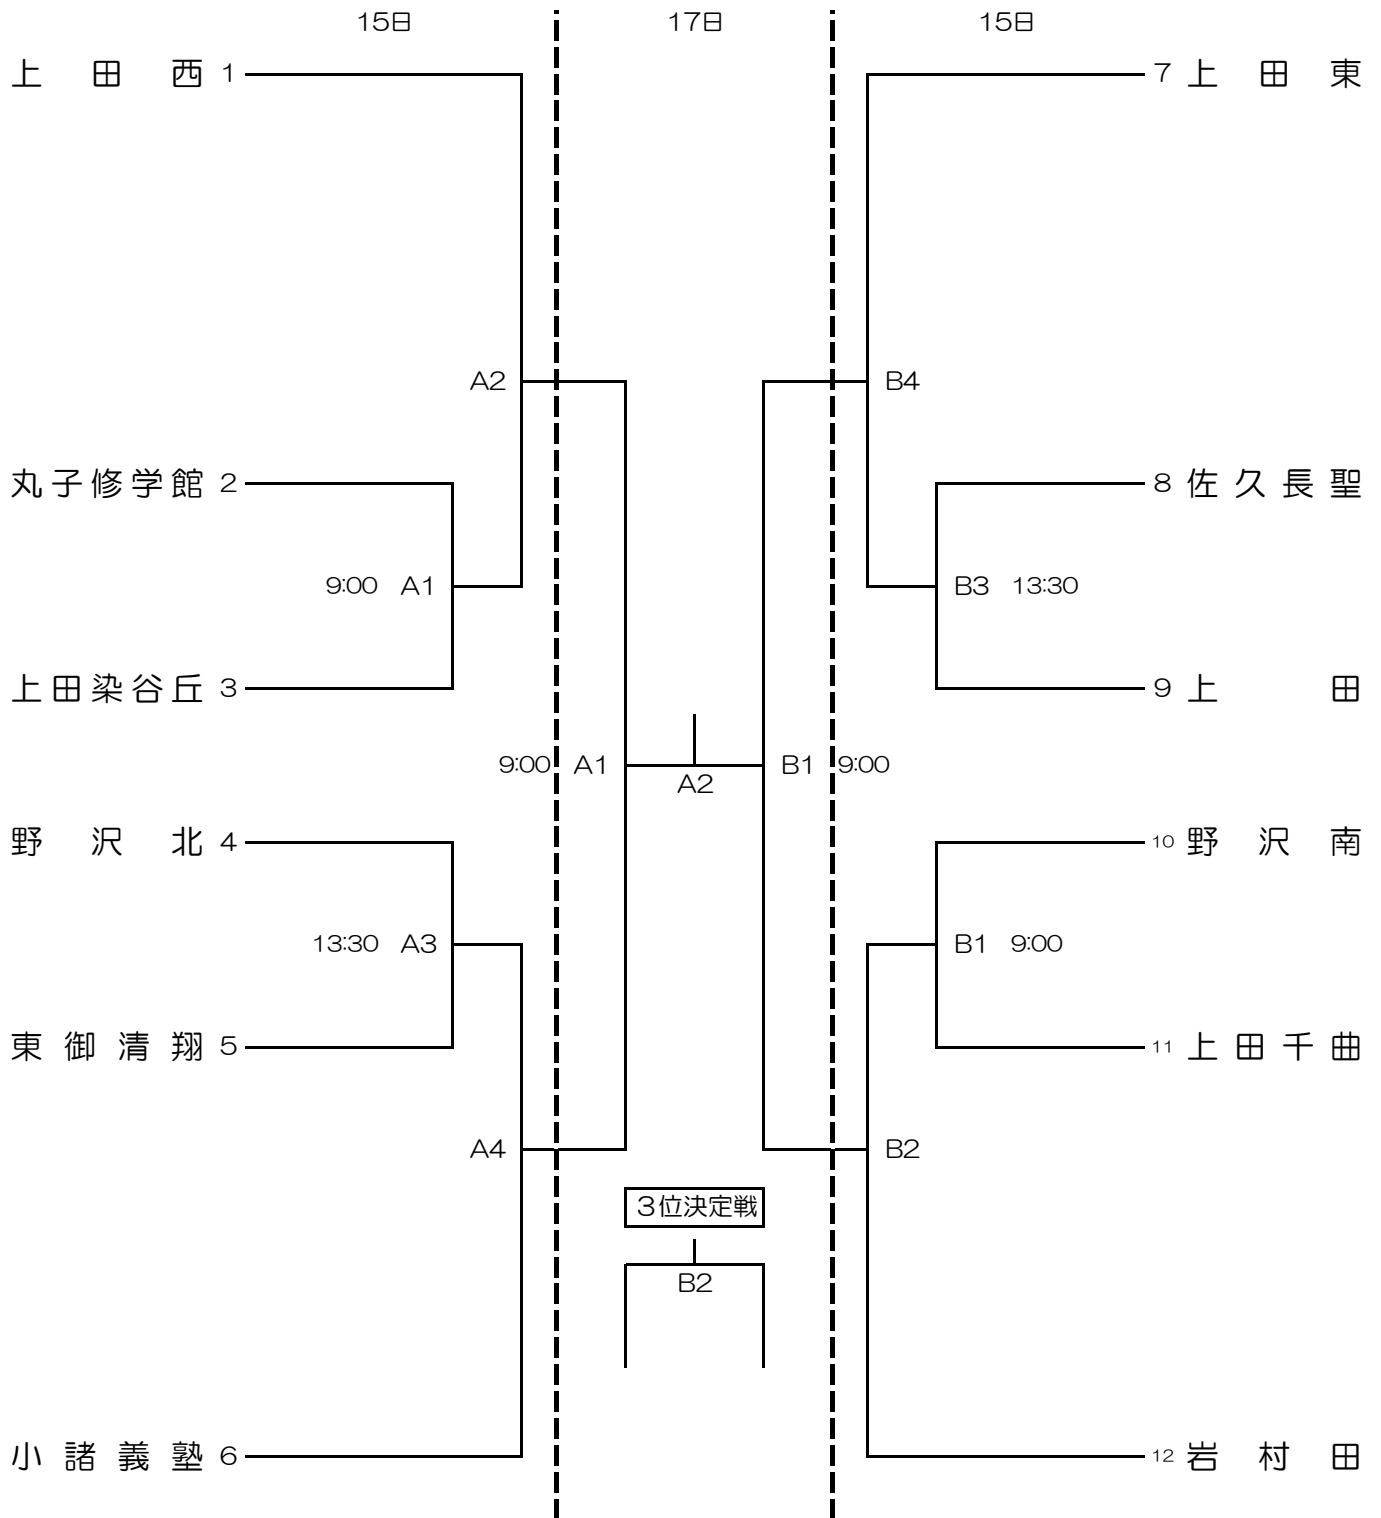 15日 17日 15日
上田西 1
7 上田東
A2
B4
丸子修学館 2
8 佐久長聖
9:00 A1
B3 13:30
上田染谷丘 3
9 上田
9:00 A1
A2
B1 9:00
野沢北 4
10 野沢南
13:30 A3
B1 9:00
東御清翔 5
11 上田千曲
A4
B2
3位決定戦
B2
小諸義塾 6
12 岩村田